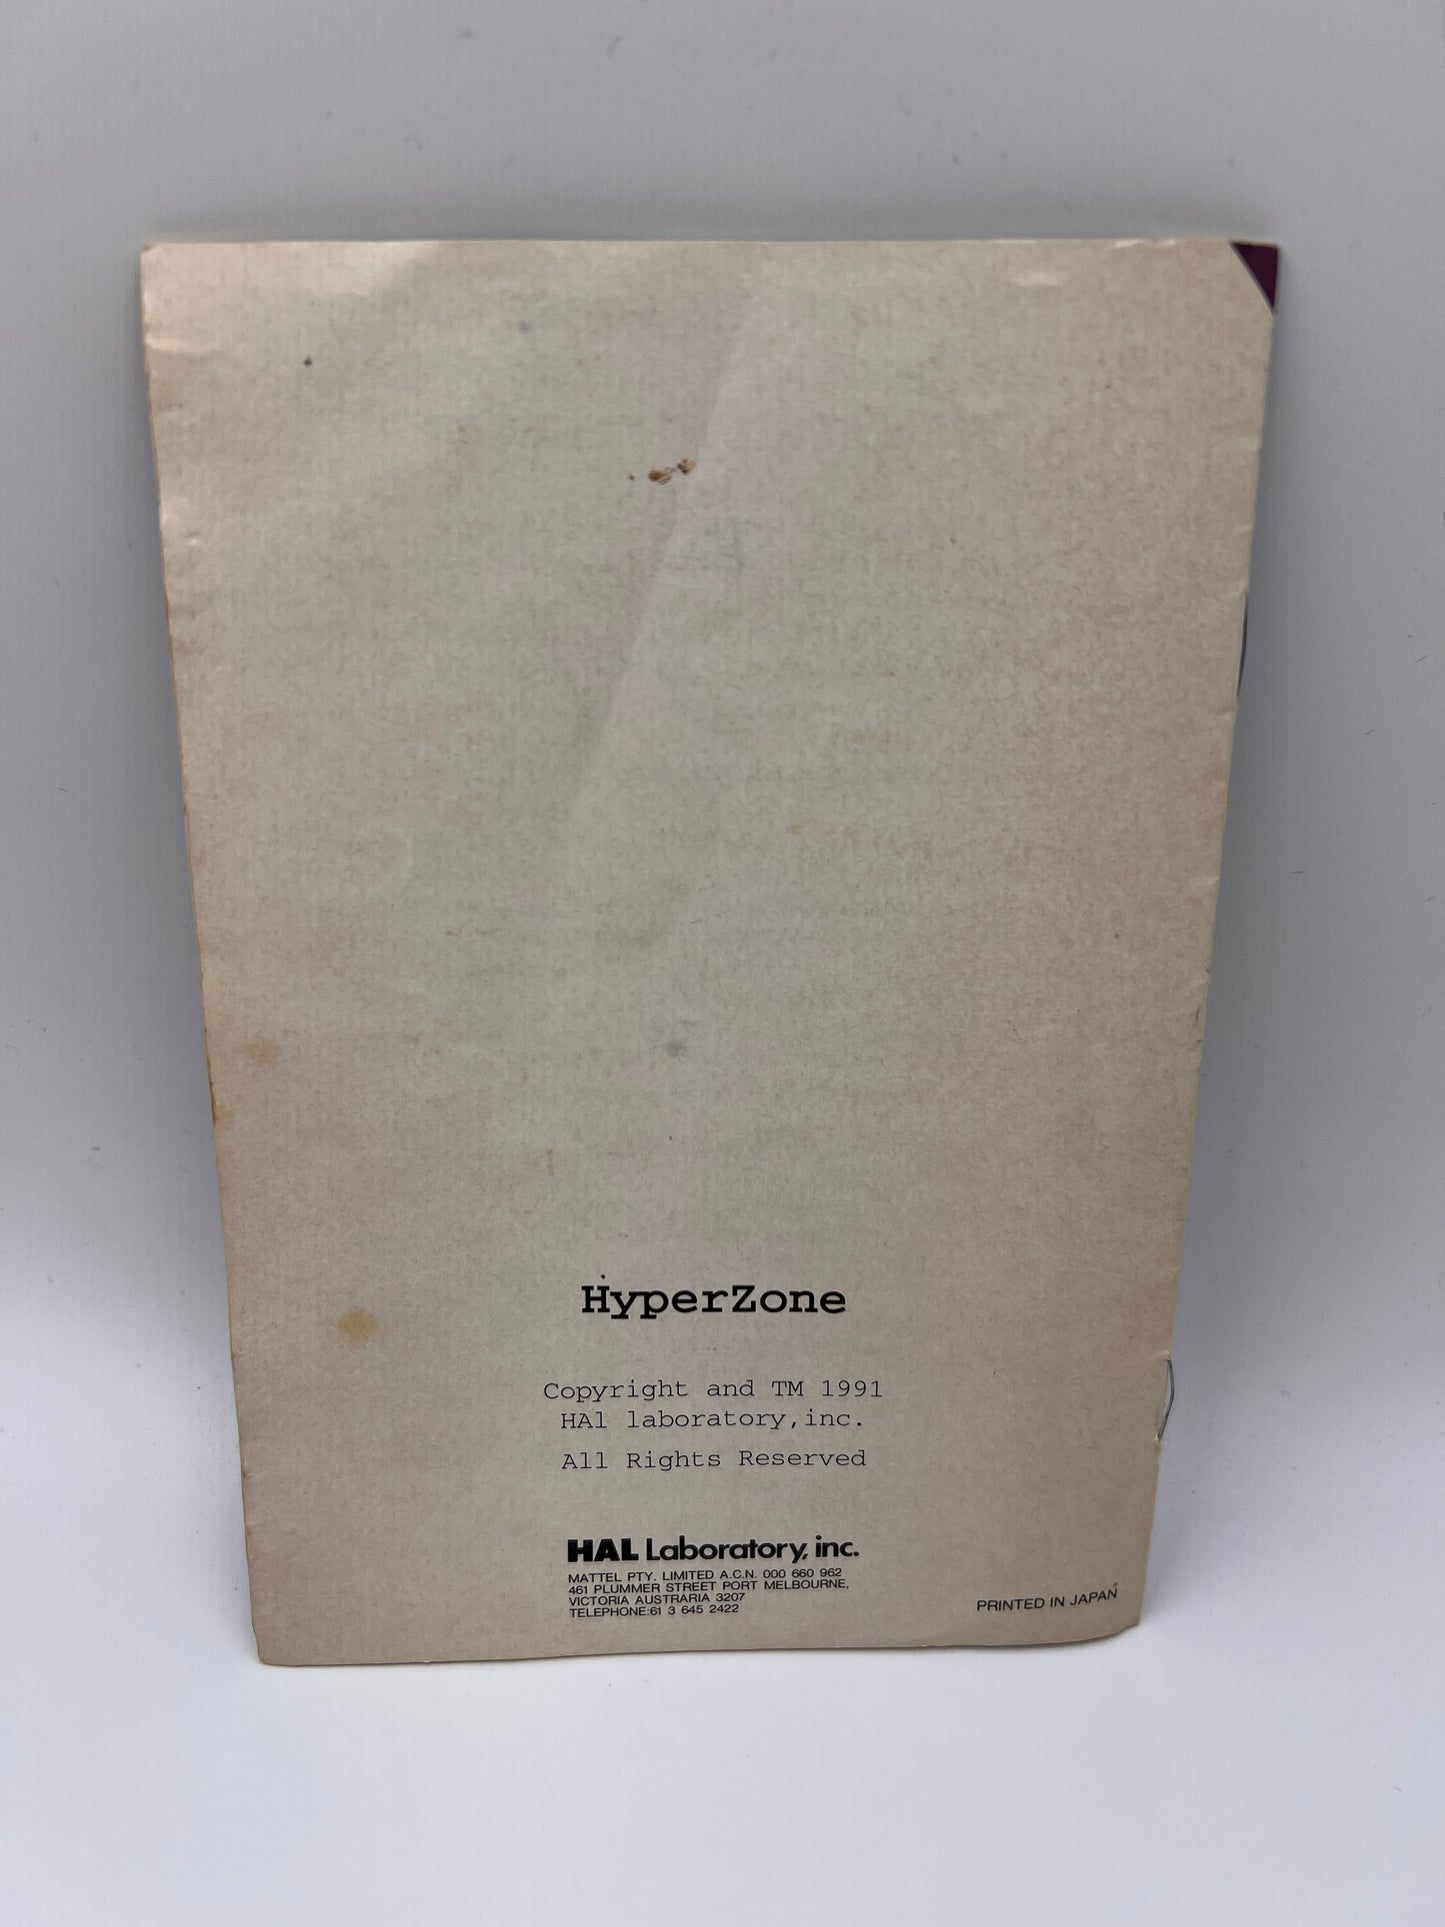 HyperZone
Copyright and TM 1991
HAl laboratory,inc.
All Rights Reserved
HAL Laboratory, inc.
MATTEL PTY. LIMITED A.C.N. 000 660 962
461 PLUMMER STREET PORT MELBOURNE,
VICTORIA AUSTRARIA 3207
TELEPHONE:61 3 645 2422
PRINTED IN JAPAN